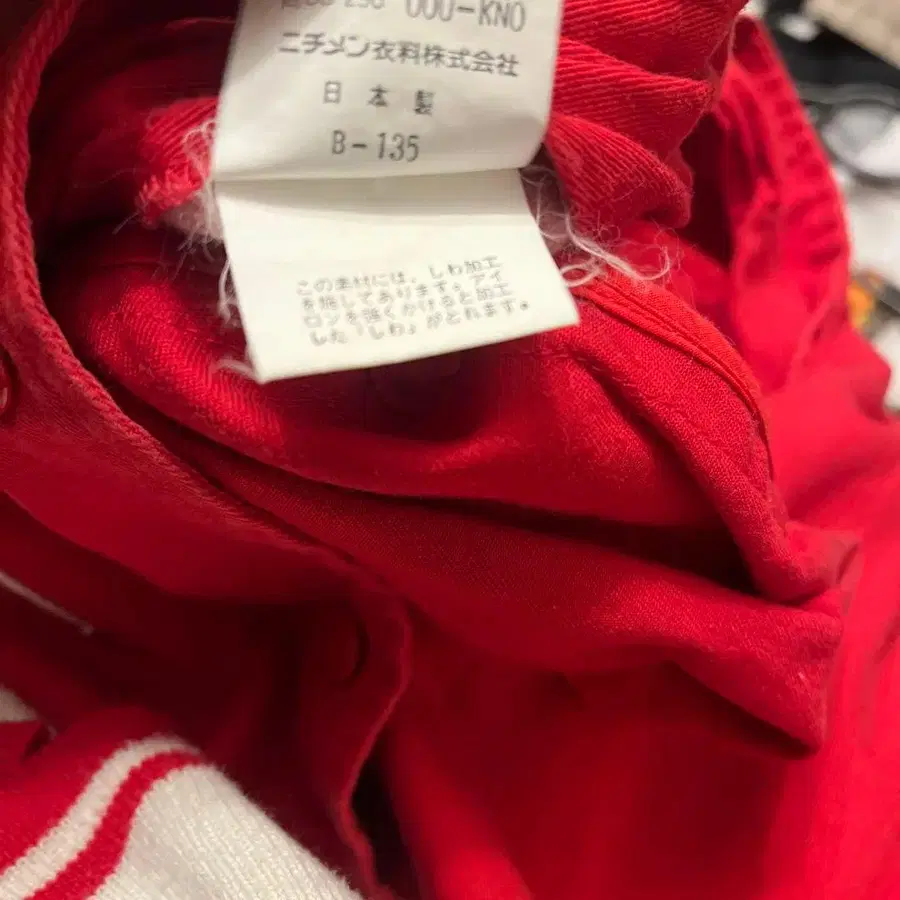 000-KNO
ニチメン衣料株式会社
日本製
B-135
この素材には、しわ加工
を施してあります。アイ
ロンを強くかけると加工
した「しわ」がとれます。